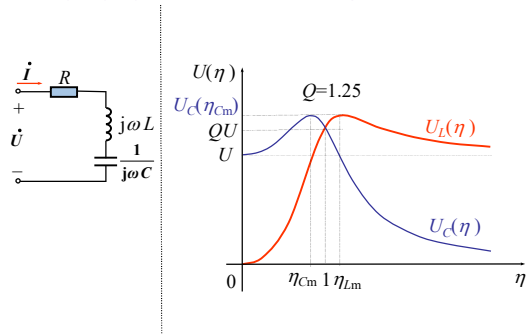 İ
R
+
jωL
U̇
1
jωC
−
U(η)
Q=1.25
U_C(η_Cm)
QU
U
U_L(η)
U_C(η)
0
η_Cm
1
η_Lm
η